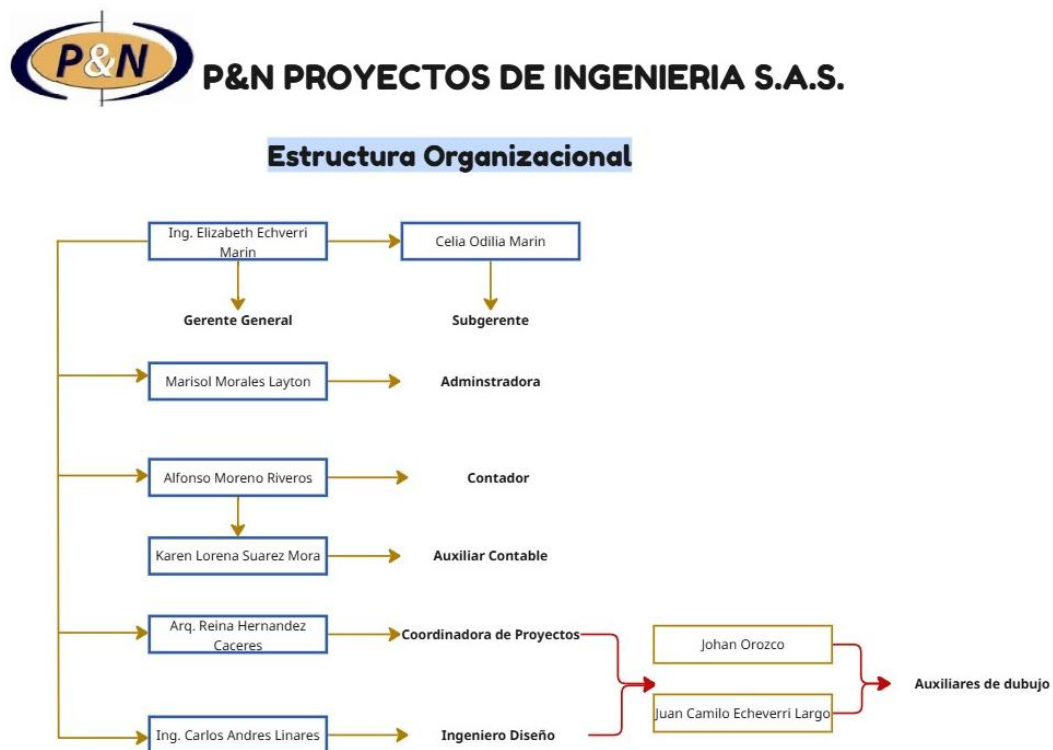 P&N
P&N PROYECTOS DE INGENIERIA S.A.S.
Estructura Organizacional
Ing. Elizabeth Echverri
Marin
Celia Odilia Marin
Gerente General
Subgerente
Marisol Morales Layton
Adminstradora
Alfonso Moreno Riveros
Contador
Karen Lorena Suarez Mora
Auxiliar Contable
Arq. Reina Hernandez
Caceres
Coordinadora de Proyectos
Johan Orozco
Auxiliares de dubujo
Juan Camilo Echeverri Largo
Ing. Carlos Andres Linares
Ingeniero Diseño